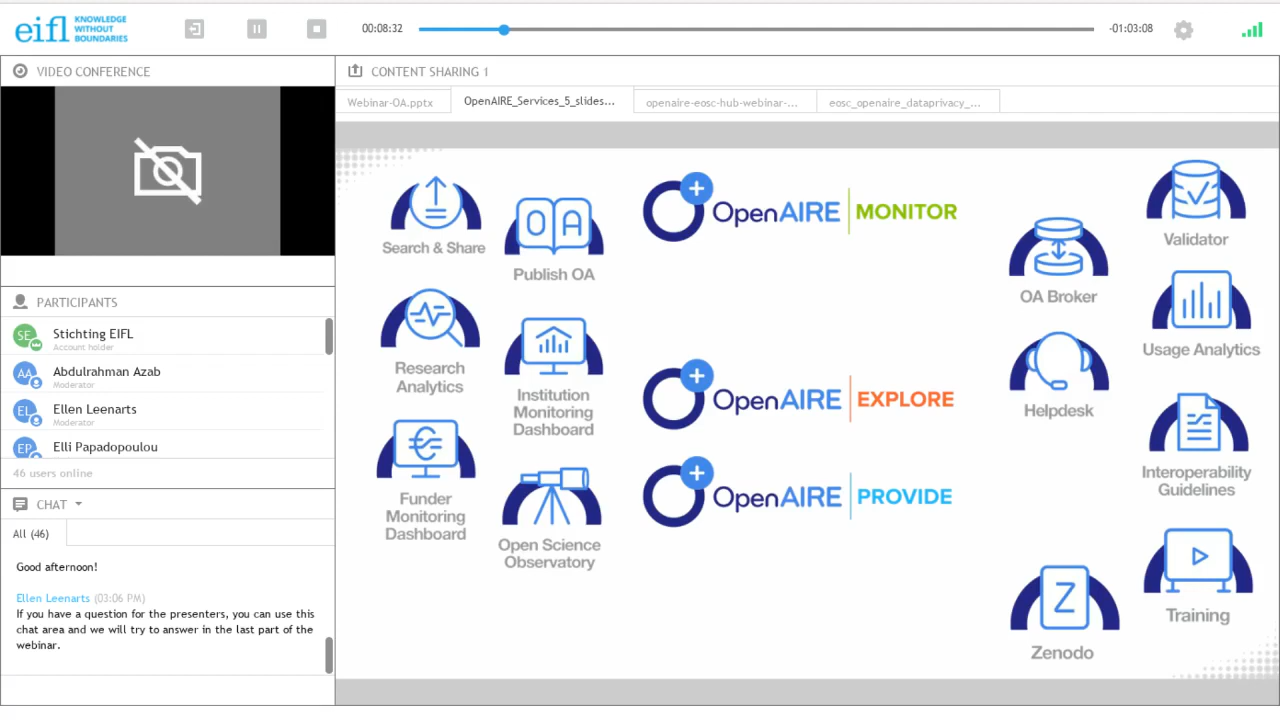 eifl KNOWLEDGE
WITHOUT
BOUNDARIES
00:08:32
-01:03:08
VIDEO CONFERENCE
CONTENT SHARING 1
Webinar-OA.pptx
OpenAIRE_Services_5_slides...
openaire-eosc-hub-webinar-...
eosc_openaire_dataprivacy_...
PARTICIPANTS
SE
Stichting EIFL
Account holder
AA
Abdulrahman Azab
Moderator
EL
Ellen Leenarts
Moderator
EP
Elli Papadopoulou
46 users online
CHAT
All (46)
Good afternoon!
Ellen Leenarts (03:06 PM)
If you have a question for the presenters, you can use this
chat area and we will try to answer in the last part of the
webinar.
Search & Share
OA
Publish OA
Research
Analytics
Institution
Monitoring
Dashboard
€
Funder
Monitoring
Dashboard
Open Science
Observatory
OpenAIRE MONITOR
OpenAIRE EXPLORE
OpenAIRE PROVIDE
Validator
OA Broker
Usage Analytics
Helpdesk
Interoperability
Guidelines
Z
Zenodo
Training